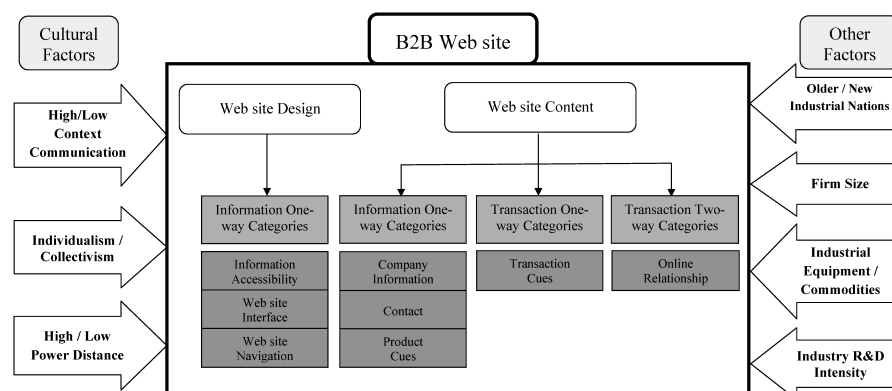 Cultural
Factors
B2B Web site
Other
Factors
High/Low
Context
Communication
Individualism /
Collectivism
High / Low
Power Distance
Web site Design
Web site Content
Information One-
way Categories
Information One-
way Categories
Transaction One-
way Categories
Transaction Two-
way Categories
Information
Accessibility
Web site
Interface
Web site
Navigation
Company
Information
Contact
Product
Cues
Transaction
Cues
Online
Relationship
Older / New
Industrial Nations
Firm Size
Industrial
Equipment /
Commodities
Industry R&D
Intensity